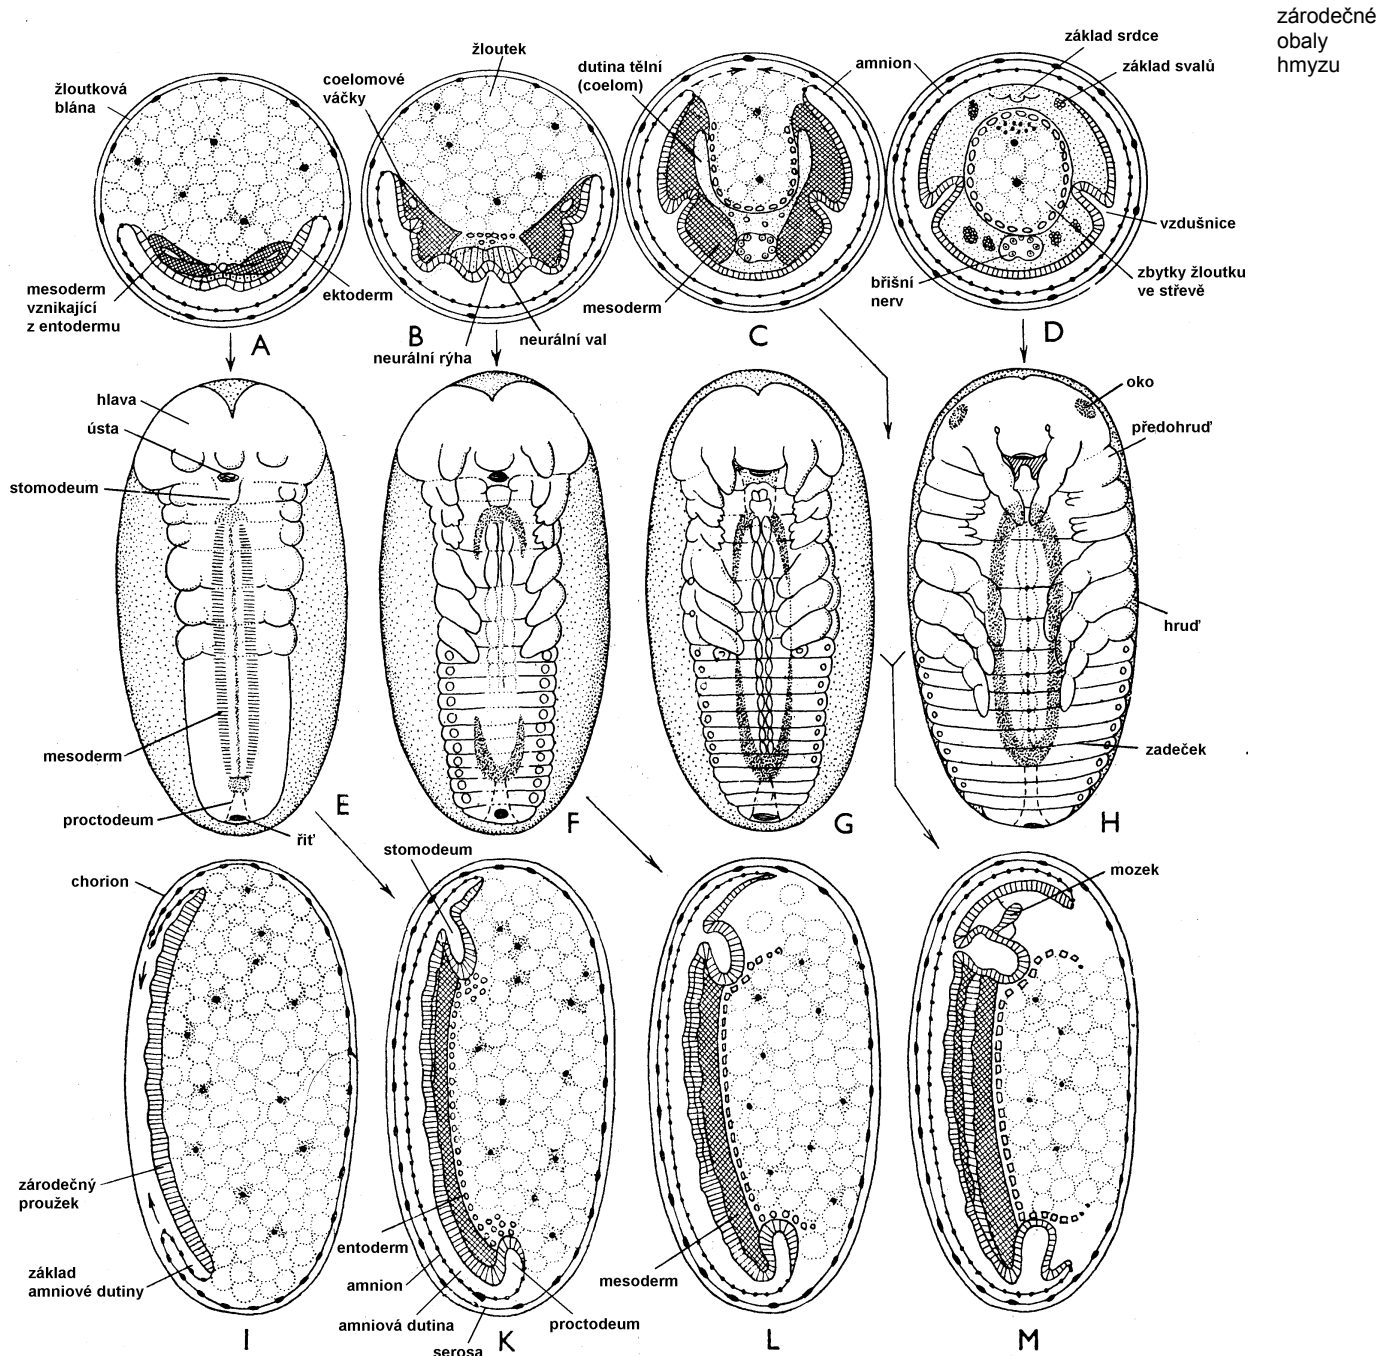 zárodečné
obaly
hmyzu
žloutková
blána
coelomové
váčky
žloutek
dutina tělní
(coelom)
amnion
základ srdce
základ svalů
mesoderm
vznikající
z entodermu
ektoderm
neurální rýha
neurální val
mesoderm
břišní
nerv
vzdušnice
zbytky žloutku
ve střevě
A
B
C
D
hlava
ústa
stomodeum
mesoderm
proctodeum
řiť
oko
předohruď
hruď
zadeček
E
F
G
H
chorion
stomodeum
mozek
zárodečný
proužek
základ
amniové dutiny
entoderm
amnion
amniová dutina
serosa
proctodeum
mesoderm
I
K
L
M